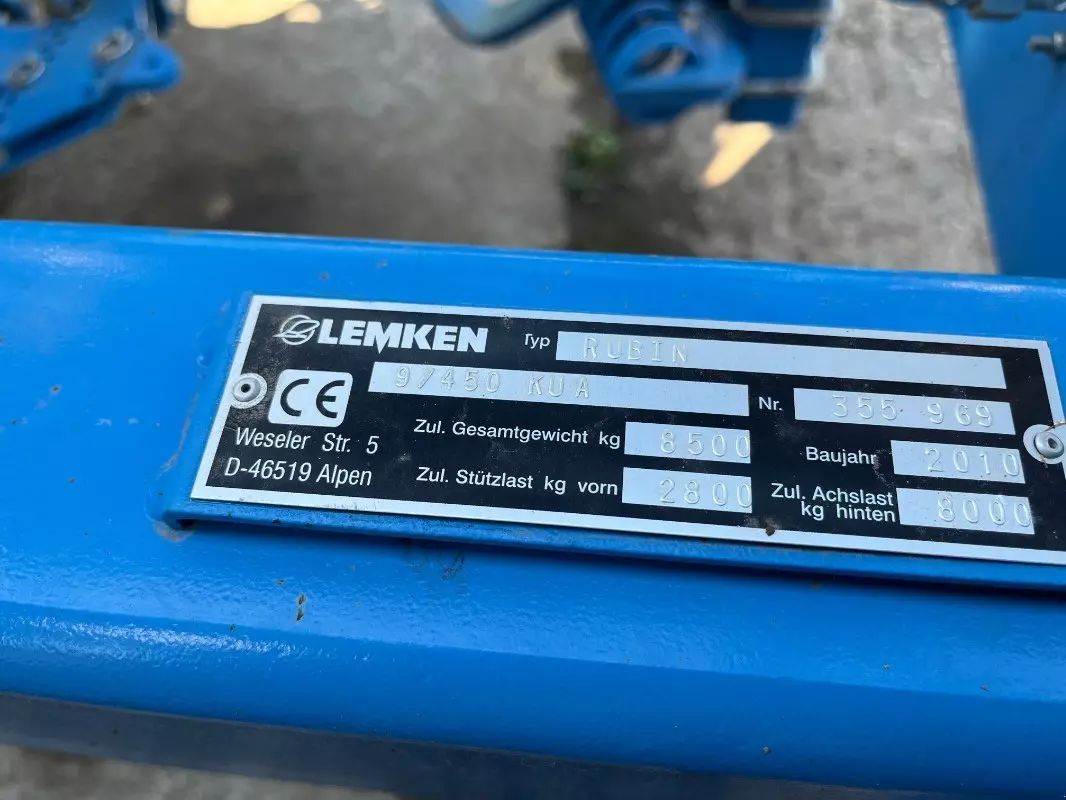 LEMKEN Typ RUBIN
9/450 KUA Nr. 355 969
CE
Weseler Str. 5
D-46519 Alpen
Zul. Gesamtgewicht kg 8500 Baujahr 2010
Zul. Stützlast kg vorn 2800 Zul. Achslast
kg hinten 8000